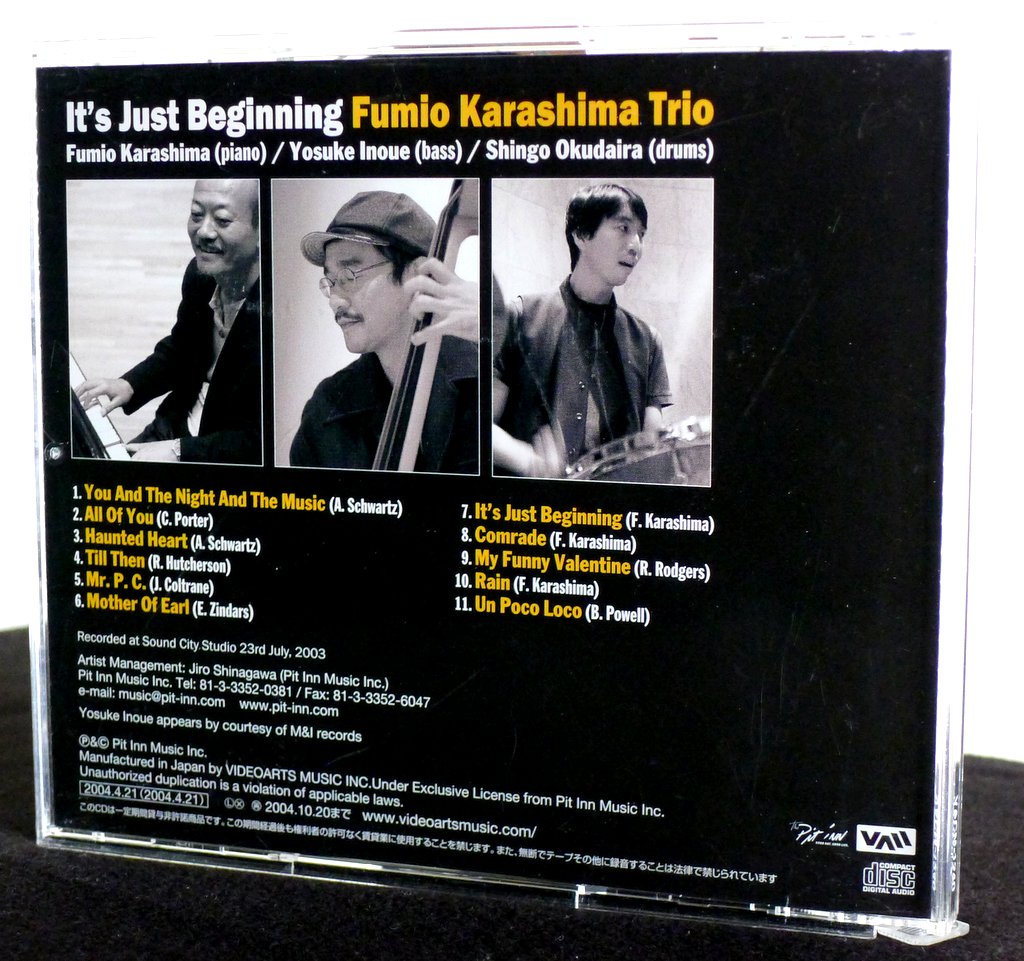 It's Just Beginning Fumio Karashima Trio
Fumio Karashima (piano) / Yosuke Inoue (bass) / Shingo Okudaira (drums)
1. You And The Night And The Music (A. Schwartz)
2. All Of You (C. Porter)
3. Haunted Heart (A. Schwartz)
4. Till Then (R. Hutcherson)
5. Mr. P. C. (J. Coltrane)
6. Mother Of Earl (E. Zindars)
7. It's Just Beginning (F. Karashima)
8. Comrade (F. Karashima)
9. My Funny Valentine (R. Rodgers)
10. Rain (F. Karashima)
11. Un Poco Loco (B. Powell)
Recorded at Sound City Studio 23rd July, 2003
Artist Management: Jiro Shinagawa (Pit Inn Music Inc.)
Pit Inn Music Inc. Tel: 81-3-3352-0381 / Fax: 81-3-3352-6047
e-mail: music@pit-inn.com www.pit-inn.com
Yosuke Inoue appears by courtesy of M&I records
℗&© Pit Inn Music Inc.
Manufactured in Japan by VIDEOARTS MUSIC INC.Under Exclusive License from Pit Inn Music Inc.
Unauthorized duplication is a violation of applicable laws.
2004.4.21 (2004.4.21) 2004.10.20まで www.videoartsmusic.com/
このCDは一定期間貸与非許諾商品です。この期間経過後も権利者の許可なく賃貸業に使用することを禁じます。また、無断でテープその他に録音することは法律で禁じられています
The Pit Inn
VAM
COMPACT
disc
DIGITAL AUDIO